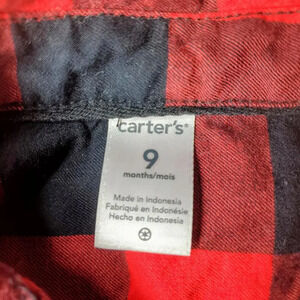 carter's®
9
months/mois
Made in Indonesia
Fabriqué en Indonésie
Hecho en Indonesia